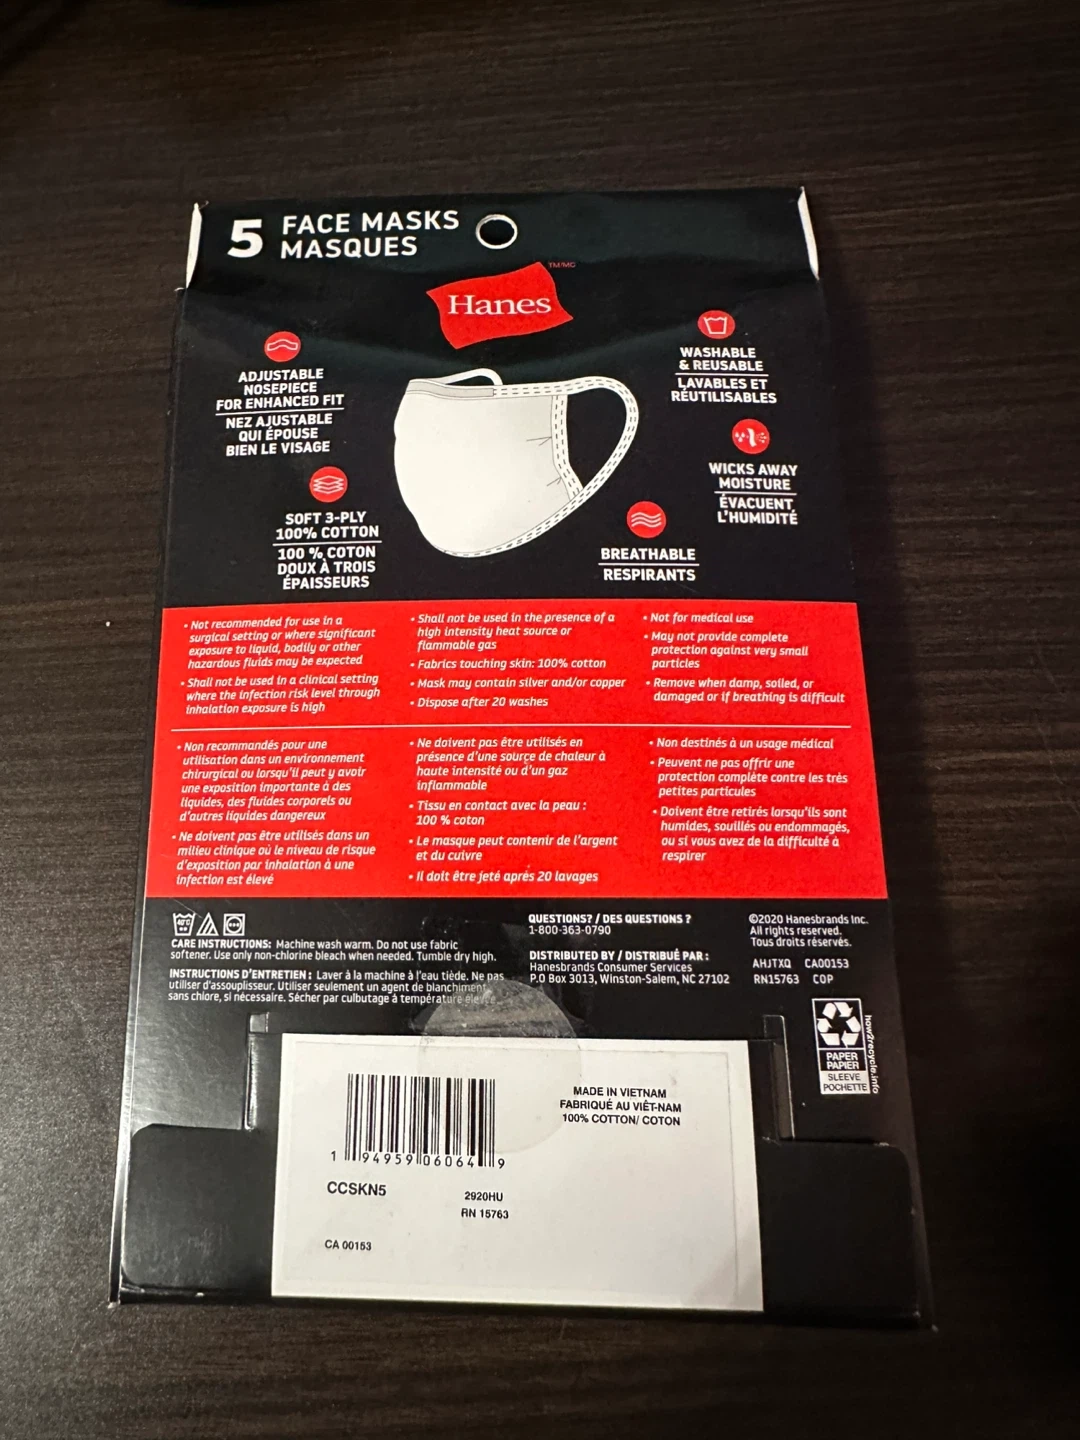 5 FACE MASKS
MASQUES
TM/MC
Hanes
ADJUSTABLE
NOSEPIECE
FOR ENHANCED FIT
NEZ AJUSTABLE
QUI ÉPOUSE
BIEN LE VISAGE
SOFT 3-PLY
100% COTTON
100 % COTON
DOUX À TROIS
ÉPAISSEURS
WASHABLE
& REUSABLE
LAVABLES ET
RÉUTILISABLES
WICKS AWAY
MOISTURE
ÉVACUENT
L'HUMIDITÉ
BREATHABLE
RESPIRANTS
• Not recommended for use in a
surgical setting or where significant
exposure to liquid, bodily or other
hazardous fluids may be expected
• Shall not be used in a clinical setting
where the infection risk level through
inhalation exposure is high
• Shall not be used in the presence of a
high intensity heat source or
flammable gas
• Fabrics touching skin: 100% cotton
• Mask may contain silver and/or copper
• Dispose after 20 washes
• Not for medical use
• May not provide complete
protection against very small
particles
• Remove when damp, soiled, or
damaged or if breathing is difficult
• Non recommandés pour une
utilisation dans un environnement
chirurgical ou lorsqu'il peut y avoir
une exposition importante à des
liquides, des fluides corporels ou
d'autres liquides dangereux
• Ne doivent pas être utilisés dans un
milieu clinique où le niveau de risque
d'exposition par inhalation à une
infection est élevé
• Ne doivent pas être utilisés en
présence d'une source de chaleur à
haute intensité ou d'un gaz
inflammable
• Tissu en contact avec la peau :
100 % coton
• Le masque peut contenir de l'argent
et du cuivre
• Il doit être jeté après 20 lavages
• Non destinés à un usage médical
• Peuvent ne pas offrir une
protection complète contre les très
petites particules
• Doivent être retirés lorsqu'ils sont
humides, souillés ou endommagés,
ou si vous avez de la difficulté à
respirer
40°C
CARE INSTRUCTIONS: Machine wash warm. Do not use fabric
softener. Use only non-chlorine bleach when needed. Tumble dry high.
INSTRUCTIONS D'ENTRETIEN : Laver à la machine à l'eau tiède. Ne pas
utiliser d'assouplisseur. Utiliser seulement un agent de blanchiment
sans chlore, si nécessaire. Sécher par culbutage à température élevée.
QUESTIONS? / DES QUESTIONS ?
1-800-363-0790
DISTRIBUTED BY / DISTRIBUÉ PAR :
Hanesbrands Consumer Services
P.O Box 3013, Winston-Salem, NC 27102
©2020 Hanesbrands Inc.
All rights reserved.
Tous droits réservés.
AHJTXQ CA00153
RN15763 COP
PAPER
PAPIER
SLEEVE
POCHETTE
how2recycle.info
MADE IN VIETNAM
FABRIQUÉ AU VIÊT-NAM
100% COTTON/ COTON
1 94959 06064 9
CCSKN5
2920HU
RN 15763
CA 00153